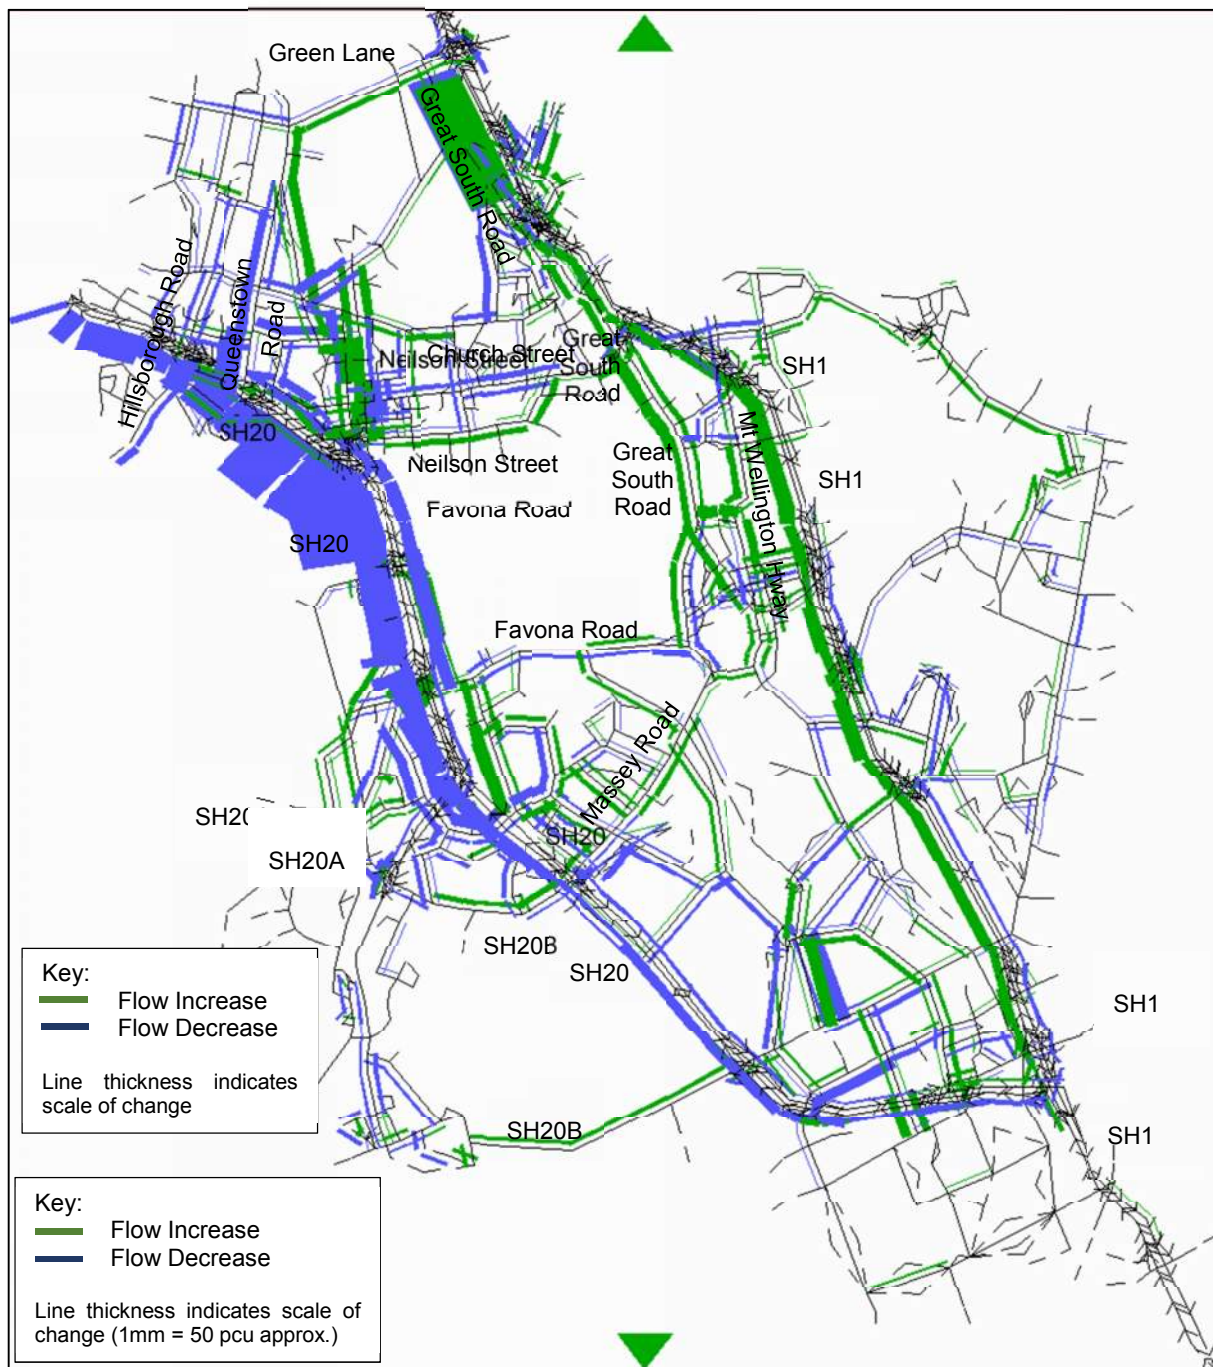 Green Lane
Great South Road
Hillsborough Road
Queenstown
Road
Neilson Street
Church Street
Great
South
Road
SH1
SH20
Mt Wellington Hway
Neilson Street
Great
South
Road
SH1
Favona Road
SH20
Favona Road
Massey Road
SH20
SH20
SH20A
SH20B
SH20
SH1
SH20B
SH1
Key:
Flow Increase
Flow Decrease
Line thickness indicates
scale of change
Key:
Flow Increase
Flow Decrease
Line thickness indicates scale of
change (1mm = 50 pcu approx.)